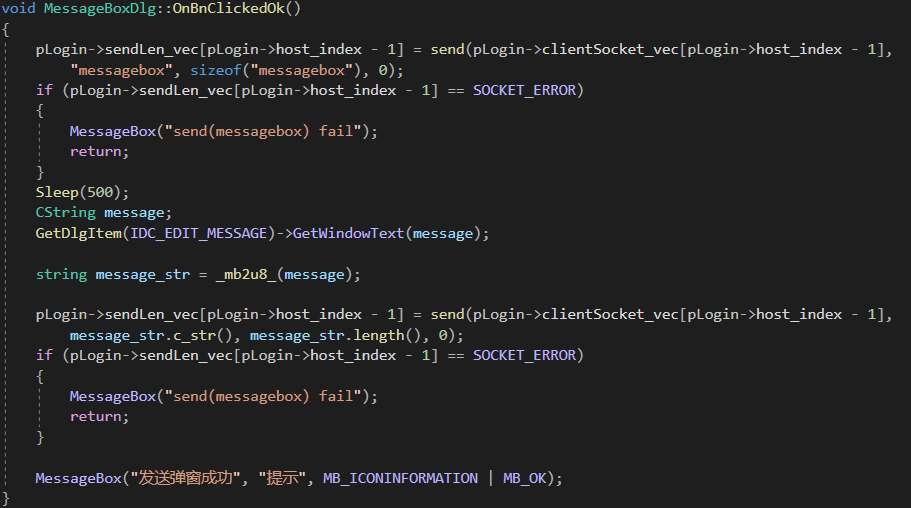 void MessageBoxDlg::OnBnClickedOk()
{
    pLogin->sendLen_vec[pLogin->host_index - 1] = send(pLogin->clientSocket_vec[pLogin->host_index - 1],
        "messagebox", sizeof("messagebox"), 0);
    if (pLogin->sendLen_vec[pLogin->host_index - 1] == SOCKET_ERROR)
    {
        MessageBox("send(messagebox) fail");
        return;
    }
    Sleep(500);
    CString message;
    GetDlgItem(IDC_EDIT_MESSAGE)->GetWindowText(message);

    string message_str = _mb2u8_(message);

    pLogin->sendLen_vec[pLogin->host_index - 1] = send(pLogin->clientSocket_vec[pLogin->host_index - 1],
        message_str.c_str(), message_str.length(), 0);
    if (pLogin->sendLen_vec[pLogin->host_index - 1] == SOCKET_ERROR)
    {
        MessageBox("send(messagebox) fail");
        return;
    }

    MessageBox("发送弹窗成功", "提示", MB_ICONINFORMATION | MB_OK);
}